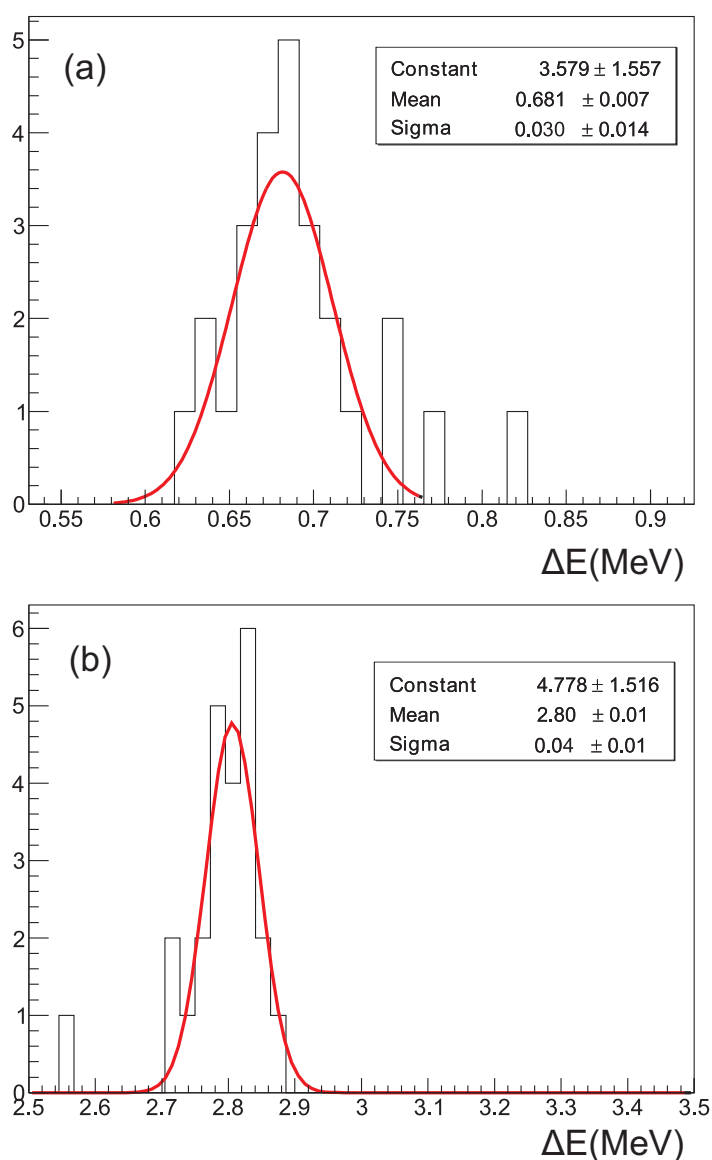 5
(a)
Constant 3.579 ± 1.557
Mean 0.681 ± 0.007
Sigma 0.030 ± 0.014
4
3
2
1
0
0.55 0.6 0.65 0.7 0.75 0.8 0.85 0.9
ΔE(MeV)
6
(b)
Constant 4.778 ± 1.516
Mean 2.80 ± 0.01
Sigma 0.04 ± 0.01
5
4
3
2
1
0
2.5 2.6 2.7 2.8 2.9 3 3.1 3.2 3.3 3.4 3.5
ΔE(MeV)